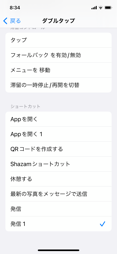 8:34
戻る ダブルタップ
タップ
フォールバック を有効/無効
メニューを 移動
滞留の一時停止/再開を切替
ショートカット
Appを開く
Appを開く 1
QRコードを作成する
Shazamショートカット
休憩する
最新の写真をメッセージで送信
発信
発信 1